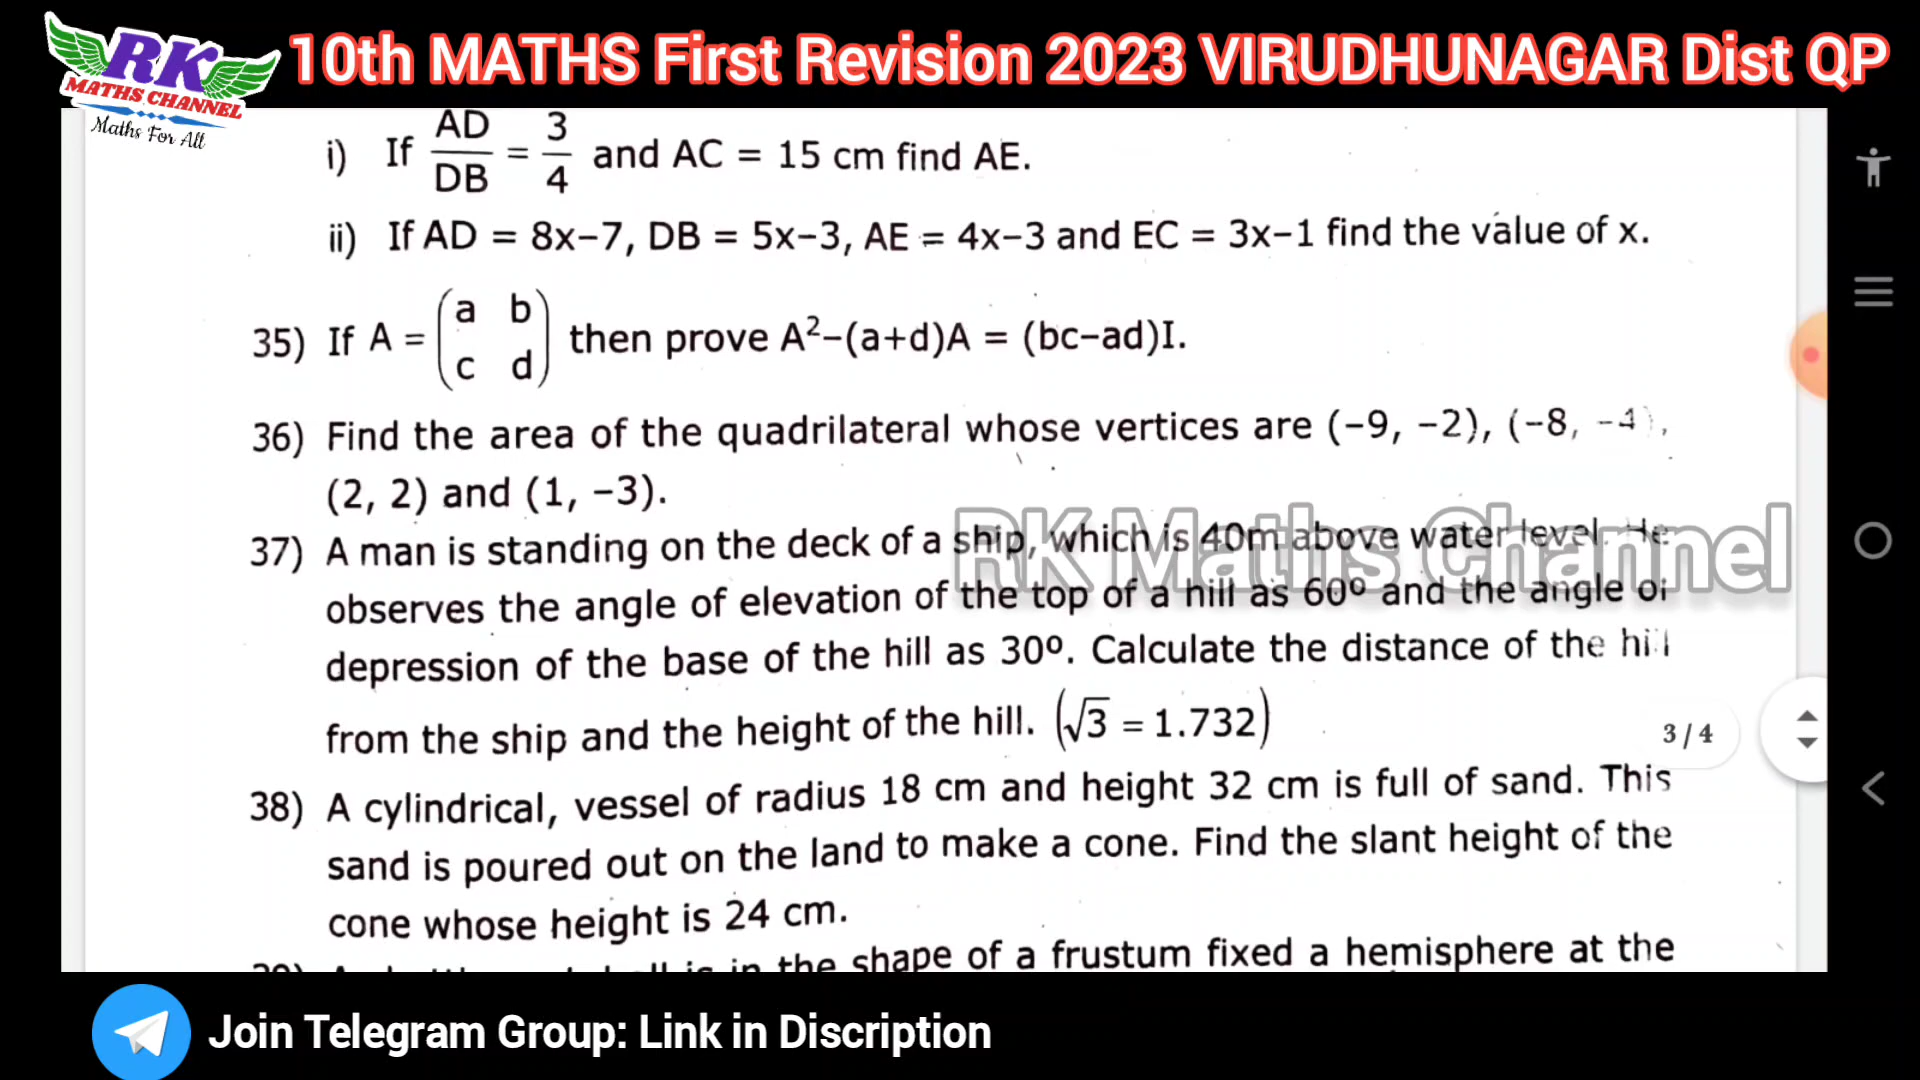 RK
MATHS CHANNEL
Maths For All
10th MATHS First Revision 2023 VIRUDHUNAGAR Dist QP
i) If AD/DB = 3/4 and AC = 15 cm find AE.
ii) If AD = 8x−7, DB = 5x−3, AE = 4x−3 and EC = 3x−1 find the value of x.
35) If A = (a b
c d) then prove A²−(a+d)A = (bc−ad)I.
36) Find the area of the quadrilateral whose vertices are (−9, −2), (−8, −4),
(2, 2) and (1, −3).
RK Maths Channel
37) A man is standing on the deck of a ship, which is 40m above water level. He
observes the angle of elevation of the top of a hill as 60º and the angle of
depression of the base of the hill as 30º. Calculate the distance of the hill
from the ship and the height of the hill. (√3 = 1.732)
3 / 4
38) A cylindrical, vessel of radius 18 cm and height 32 cm is full of sand. This
sand is poured out on the land to make a cone. Find the slant height of the
cone whose height is 24 cm.
is in the shape of a frustum fixed a hemisphere at the
Join Telegram Group: Link in Discription